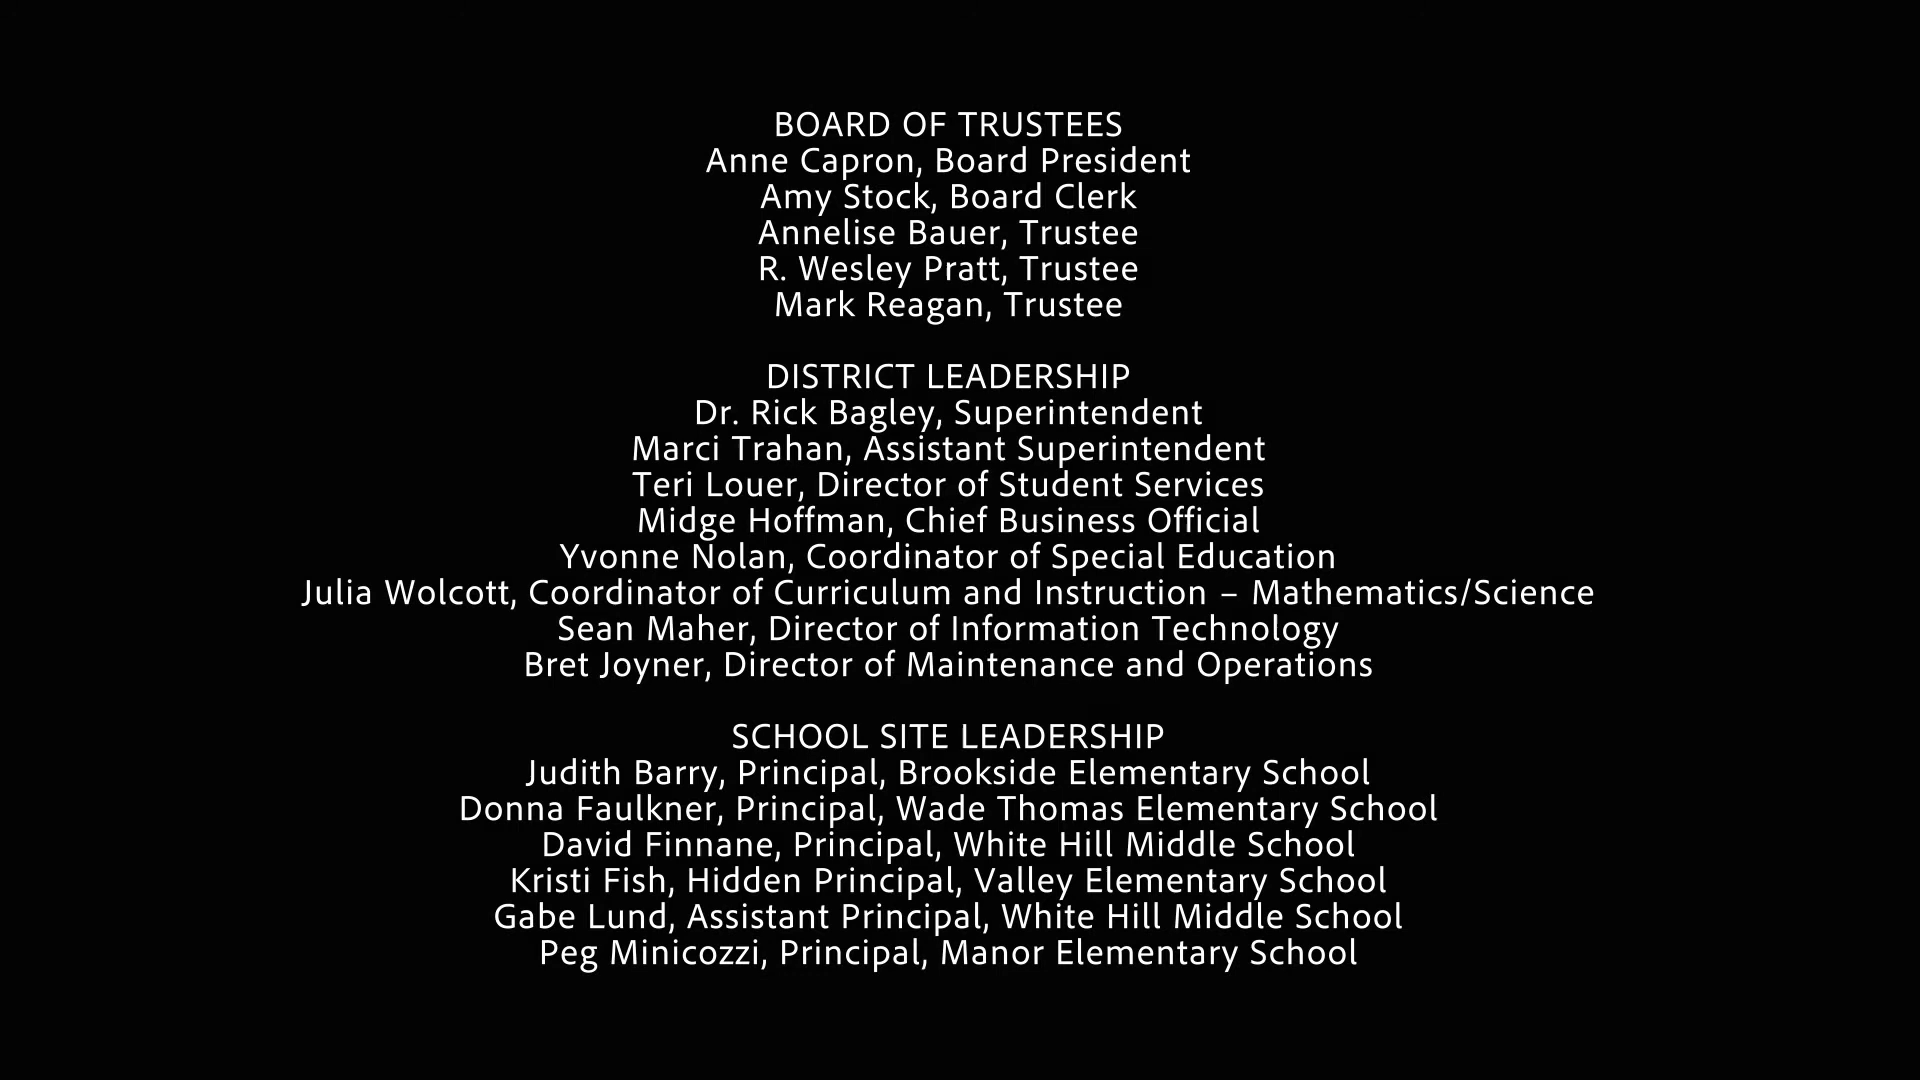 BOARD OF TRUSTEES
Anne Capron, Board President
Amy Stock, Board Clerk
Annelise Bauer, Trustee
R. Wesley Pratt, Trustee
Mark Reagan, Trustee
DISTRICT LEADERSHIP
Dr. Rick Bagley, Superintendent
Marci Trahan, Assistant Superintendent
Teri Louer, Director of Student Services
Midge Hoffman, Chief Business Official
Yvonne Nolan, Coordinator of Special Education
Julia Wolcott, Coordinator of Curriculum and Instruction – Mathematics/Science
Sean Maher, Director of Information Technology
Bret Joyner, Director of Maintenance and Operations
SCHOOL SITE LEADERSHIP
Judith Barry, Principal, Brookside Elementary School
Donna Faulkner, Principal, Wade Thomas Elementary School
David Finnane, Principal, White Hill Middle School
Kristi Fish, Hidden Principal, Valley Elementary School
Gabe Lund, Assistant Principal, White Hill Middle School
Peg Minicozzi, Principal, Manor Elementary School